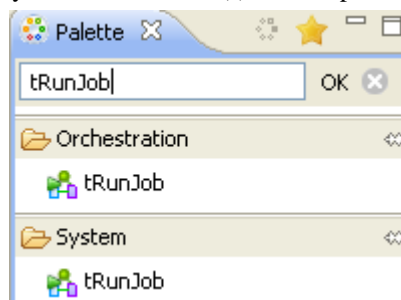 Palette
tRunJob OK
Orchestration
tRunJob
System
tRunJob